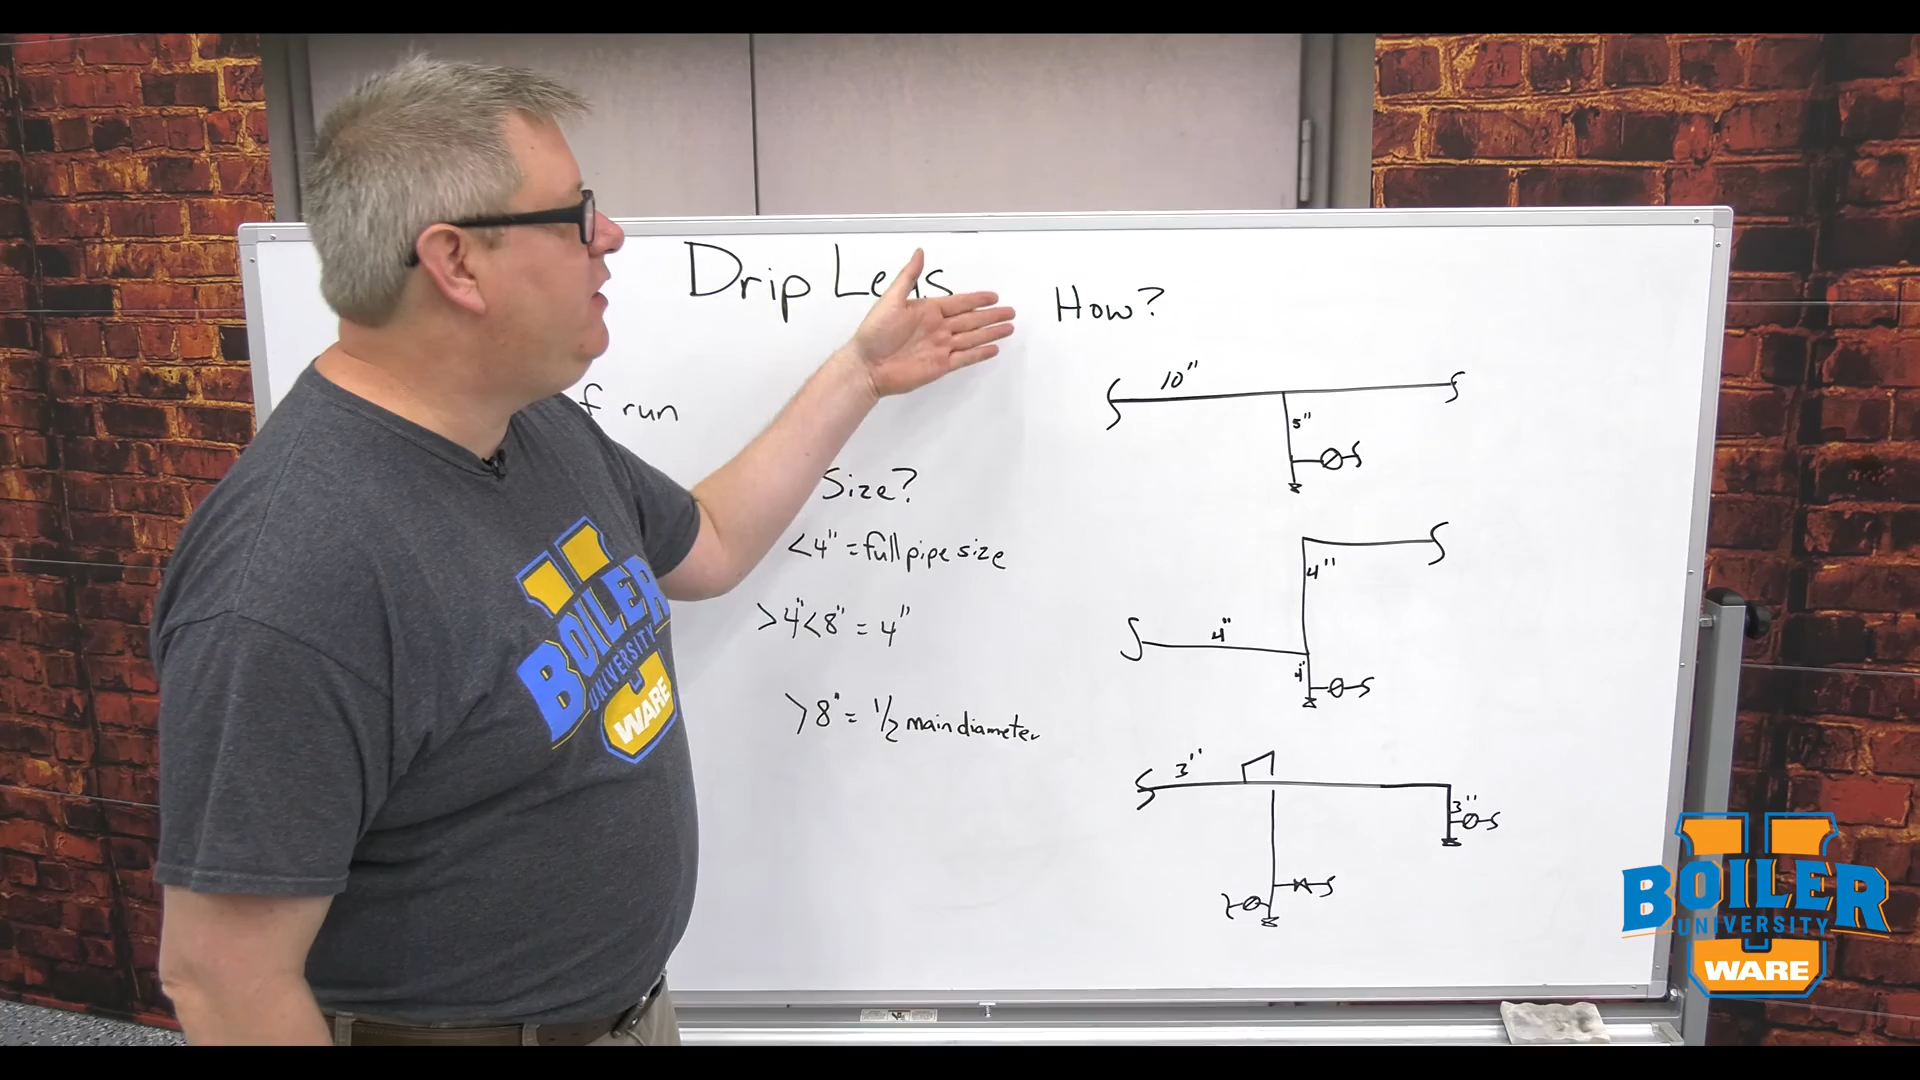 Drip Legs
How?
run
Size?
<4" = full pipe size
>4"<8" = 4"
>8" = 1/2 main diameter
10"
5"
4"
4"
4"
3"
3"
BOILER
UNIVERSITY
WARE
BOILER
UNIVERSITY
WARE